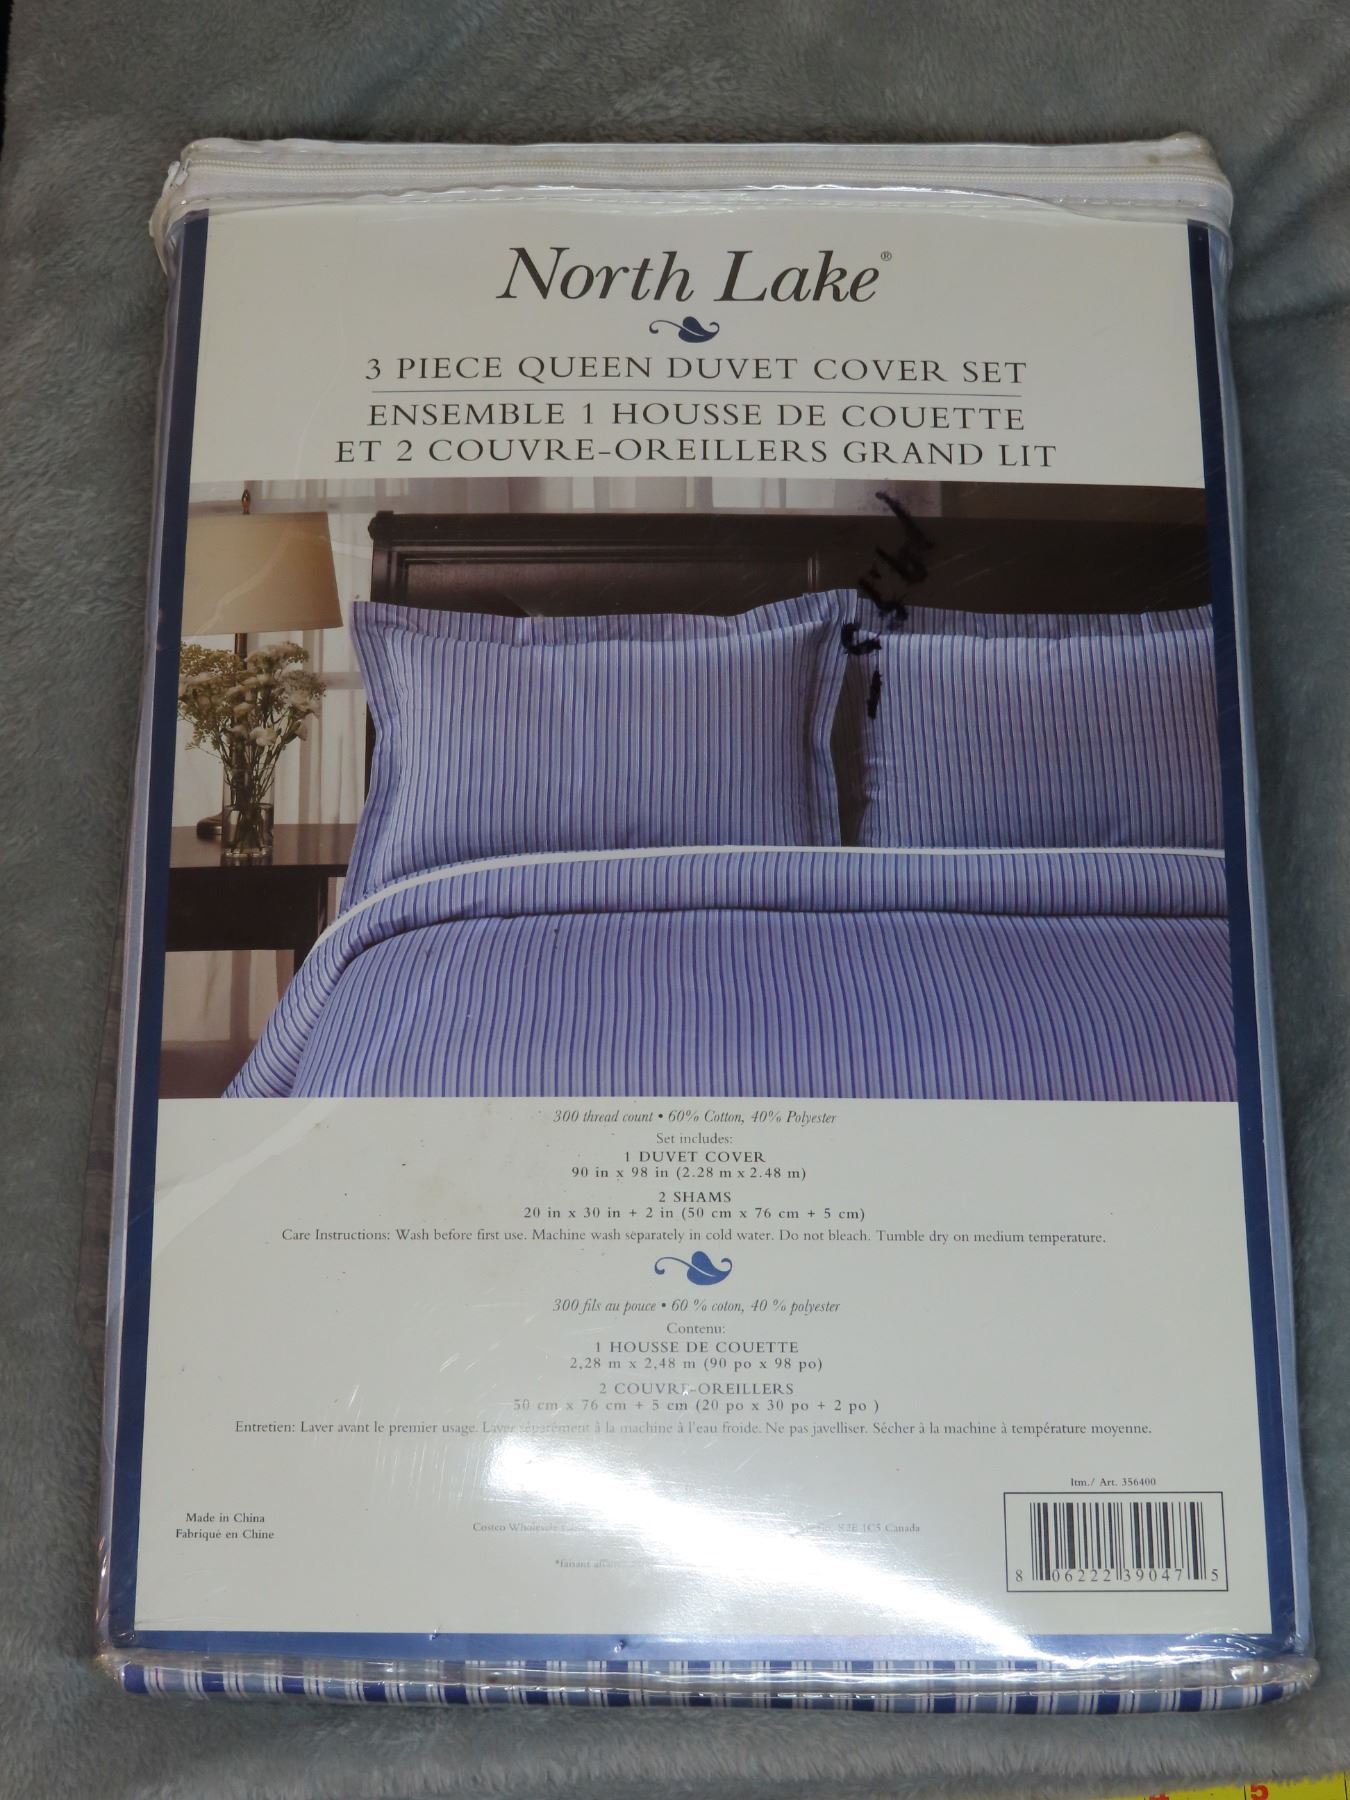 North Lake®
3 PIECE QUEEN DUVET COVER SET
ENSEMBLE 1 HOUSSE DE COUETTE
ET 2 COUVRE-OREILLERS GRAND LIT
300 thread count • 60% Cotton, 40% Polyester
Set includes:
1 DUVET COVER
90 in x 98 in (2.28 m x 2.48 m)
2 SHAMS
20 in x 30 in + 2 in (50 cm x 76 cm + 5 cm)
Care Instructions: Wash before first use. Machine wash separately in cold water. Do not bleach. Tumble dry on medium temperature.
300 fils au pouce • 60 % coton, 40 % polyester
Contenu:
1 HOUSSE DE COUETTE
2,28 m x 2,48 m (90 po x 98 po)
2 COUVRE-OREILLERS
50 cm x 76 cm + 5 cm (20 po x 30 po + 2 po )
Entretien: Laver avant le premier usage. Laver séparément à la machine à l'eau froide. Ne pas javelliser. Sécher à la machine à température moyenne.
Itm./ Art. 356400
Made in China
Fabriqué en Chine
Costco Wholesale Canada
*faisant
8 06222 39047 5
5